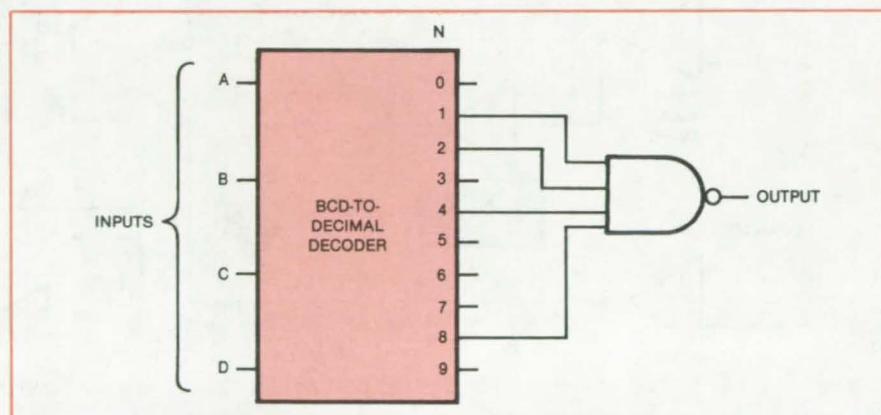 N
A
B
C
D
INPUTS
BCD-TO-
DECIMAL
DECODER
0
1
2
3
4
5
6
7
8
9
OUTPUT